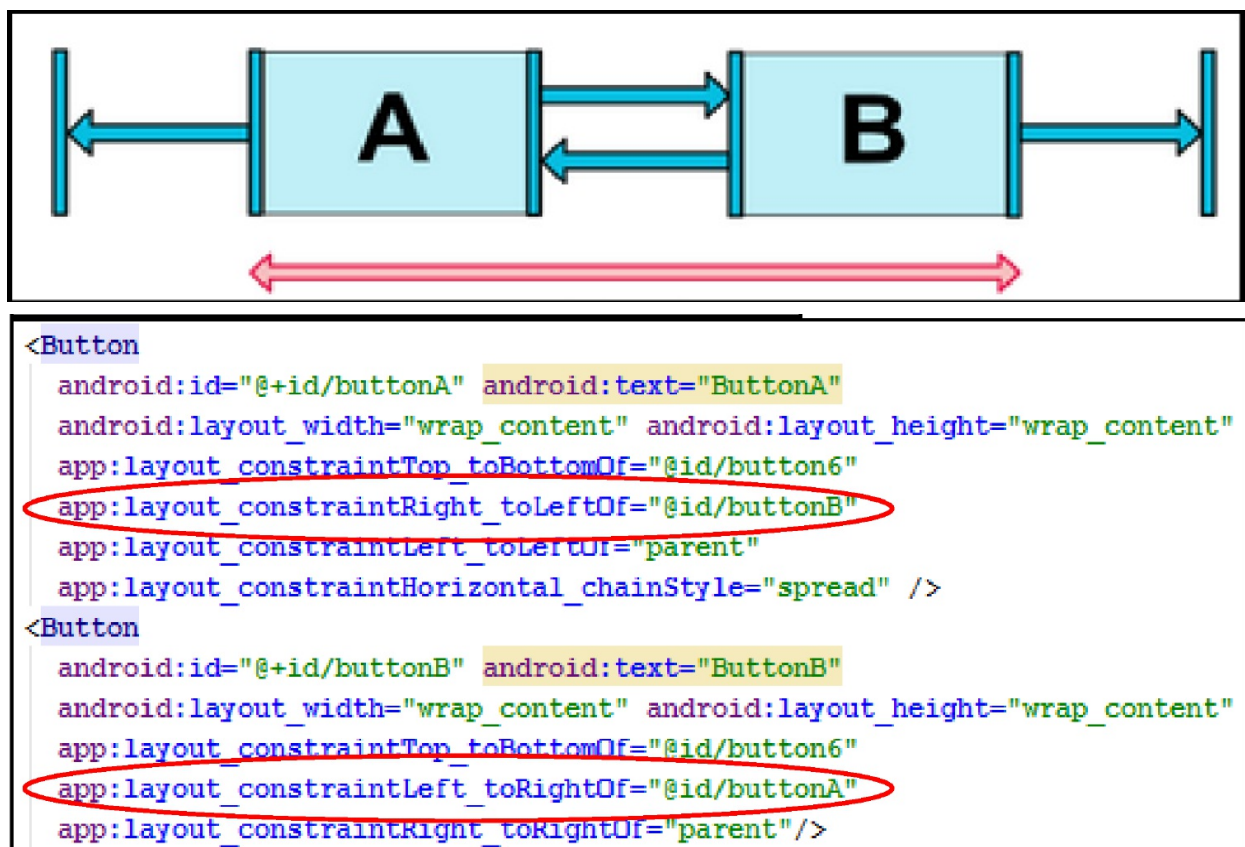 A B
<Button
android:id="@+id/buttonA" android:text="ButtonA"
android:layout_width="wrap_content" android:layout_height="wrap_content"
app:layout_constraintTop_toBottomOf="@id/button6"
app:layout_constraintRight_toLeftOf="@id/buttonB"
app:layout_constraintLeft_toLeftOf="parent"
app:layout_constraintHorizontal_chainStyle="spread" />
<Button
android:id="@+id/buttonB" android:text="ButtonB"
android:layout_width="wrap_content" android:layout_height="wrap_content"
app:layout_constraintTop_toBottomOf="@id/button6"
app:layout_constraintLeft_toRightOf="@id/buttonA"
app:layout_constraintRight_toRightOf="parent"/>